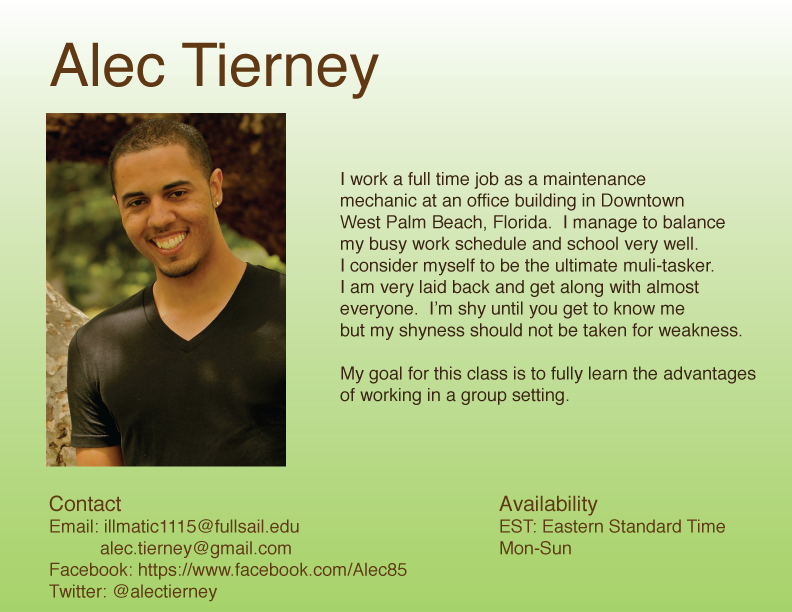 Alec Tierney
I work a full time job as a maintenance
mechanic at an office building in Downtown
West Palm Beach, Florida.  I manage to balance
my busy work schedule and school very well.
I consider myself to be the ultimate muli-tasker.
I am very laid back and get along with almost
everyone.  I'm shy until you get to know me
but my shyness should not be taken for weakness.
My goal for this class is to fully learn the advantages
of working in a group setting.
Contact
Email: illmatic1115@fullsail.edu
alec.tierney@gmail.com
Facebook: https://www.facebook.com/Alec85
Twitter: @alectierney
Availability
EST: Eastern Standard Time
Mon-Sun